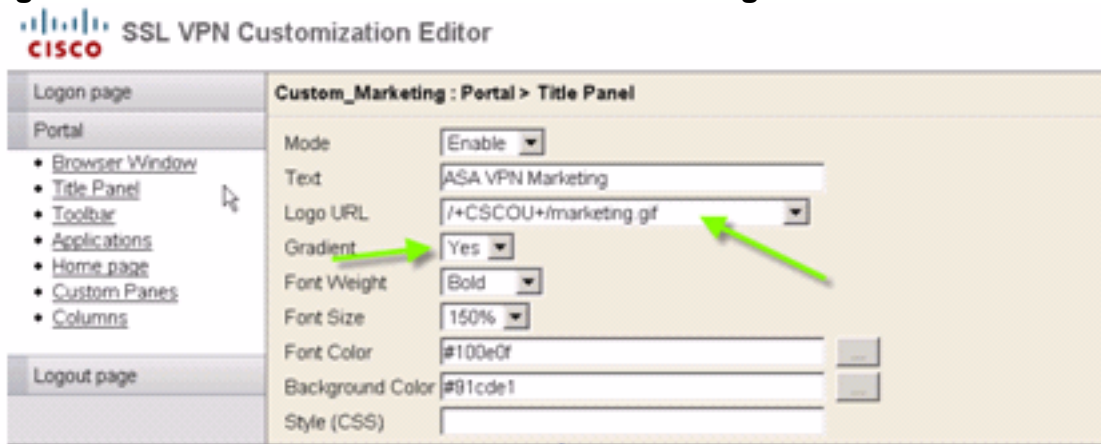 CISCO
SSL VPN Customization Editor
Logon page
Portal
• Browser Window
• Title Panel
• Toolbar
• Applications
• Home page
• Custom Panes
• Columns
Logout page
Custom_Marketing : Portal > Title Panel
Mode Enable
Text ASA VPN Marketing
Logo URL /+CSCOU+/marketing.gif
Gradient Yes
Font Weight Bold
Font Size 150%
Font Color #100e0f ...
Background Color #91cde1 ...
Style (CSS)